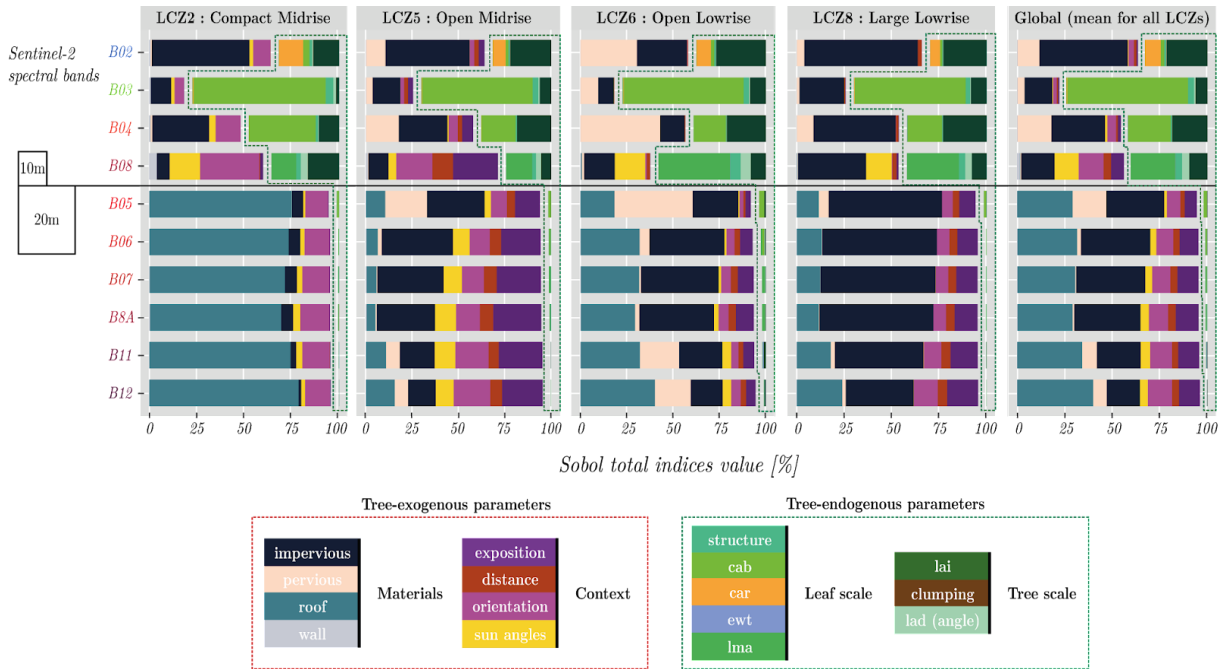 LCZ2 : Compact Midrise
LCZ5 : Open Midrise
LCZ6 : Open Lowrise
LCZ8 : Large Lowrise
Global (mean for all LCZs)
Sentinel-2
spectral bands
B02
B03
B04
B08
10m
20m
B05
B06
B07
B8A
B11
B12
0 25 50 75 100
0 25 50 75 100
0 25 50 75 100
0 25 50 75 100
0 25 50 75 100
Sobol total indices value [%]
Tree-exogenous parameters
impervious
pervious
roof
wall
Materials
exposition
distance
orientation
sun angles
Context
Tree-endogenous parameters
structure
cab
car
ewt
lma
Leaf scale
lai
clumping
lad (angle)
Tree scale